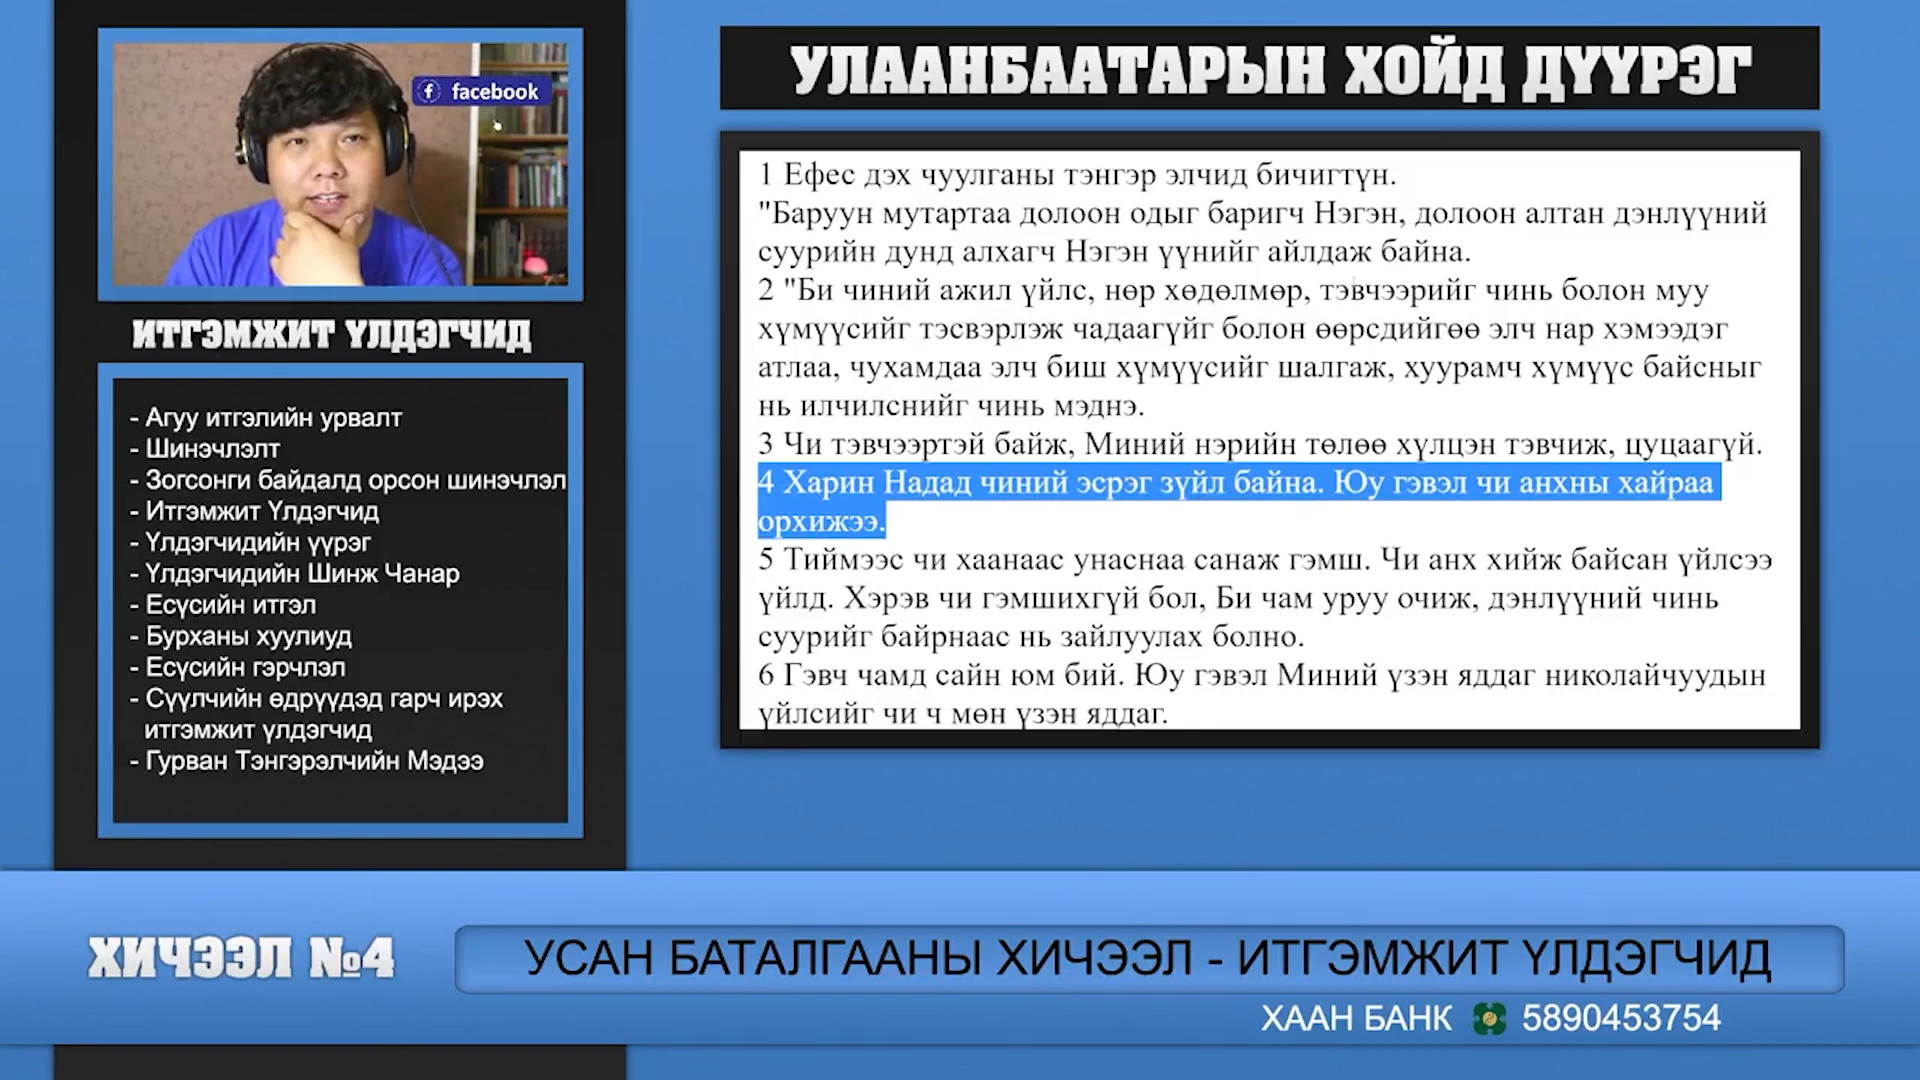 facebook
ИТГЭМЖИТ ҮЛДЭГЧИД
- Агуу итгэлийн урвалт
- Шинэчлэлт
- Зогсонги байдалд орсон шинэчлэл
- Итгэмжит Үлдэгчид
- Үлдэгчидийн үүрэг
- Үлдэгчидийн Шинж Чанар
- Есүсийн итгэл
- Бурханы хуулиуд
- Есүсийн гэрчлэл
- Сүүлчийн өдрүүдэд гарч ирэх
итгэмжит үлдэгчид
- Гурван Тэнгэрэлчийн Мэдээ
УЛААНБААТАРЫН ХОЙД ДҮҮРЭГ
1 Ефес дэх чуулганы тэнгэр элчид бичигтүн.
"Баруун мутартаа долоон одыг баригч Нэгэн, долоон алтан дэнлүүний
суурийн дунд алхагч Нэгэн үүнийг айлдаж байна.
2 "Би чиний ажил үйлс, нөр хөдөлмөр, тэвчээрийг чинь болон муу
хүмүүсийг тэсвэрлэж чадаагүйг болон өөрсдийгөө элч нар хэмээдэг
атлаа, чухамдаа элч биш хүмүүсийг шалгаж, хуурамч хүмүүс байсныг
нь илчилснийг чинь мэднэ.
3 Чи тэвчээртэй байж, Миний нэрийн төлөө хүлцэн тэвчиж, цуцаагүй.
4 Харин Надад чиний эсрэг зүйл байна. Юу гэвэл чи анхны хайраа
орхижээ.
5 Тиймээс чи хаанаас унаснаа санаж гэмш. Чи анх хийж байсан үйлсээ
үйлд. Хэрэв чи гэмшихгүй бол, Би чам уруу очиж, дэнлүүний чинь
суурийг байрнаас нь зайлуулах болно.
6 Гэвч чамд сайн юм бий. Юу гэвэл Миний үзэн яддаг николайчуудын
үйлсийг чи ч мөн үзэн яддаг.
ХИЧЭЭЛ №4
УСАН БАТАЛГААНЫ ХИЧЭЭЛ - ИТГЭМЖИТ ҮЛДЭГЧИД
ХААН БАНК 5890453754